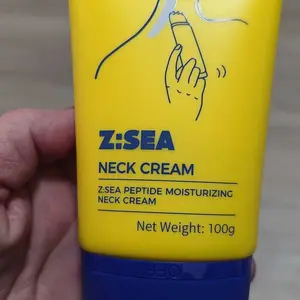 Z:SEA
NECK CREAM
Z:SEA PEPTIDE MOISTURIZING
NECK CREAM
Net Weight: 100g